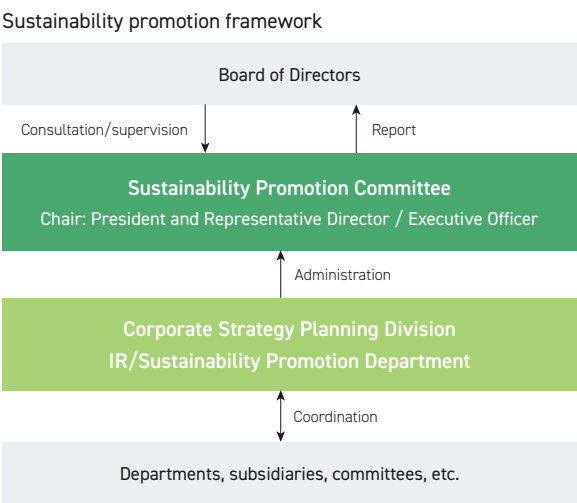 Sustainability promotion framework
Board of Directors
Consultation/supervision
Report
Sustainability Promotion Committee
Chair: President and Representative Director / Executive Officer
Administration
Corporate Strategy Planning Division
IR/Sustainability Promotion Department
Coordination
Departments, subsidiaries, committees, etc.